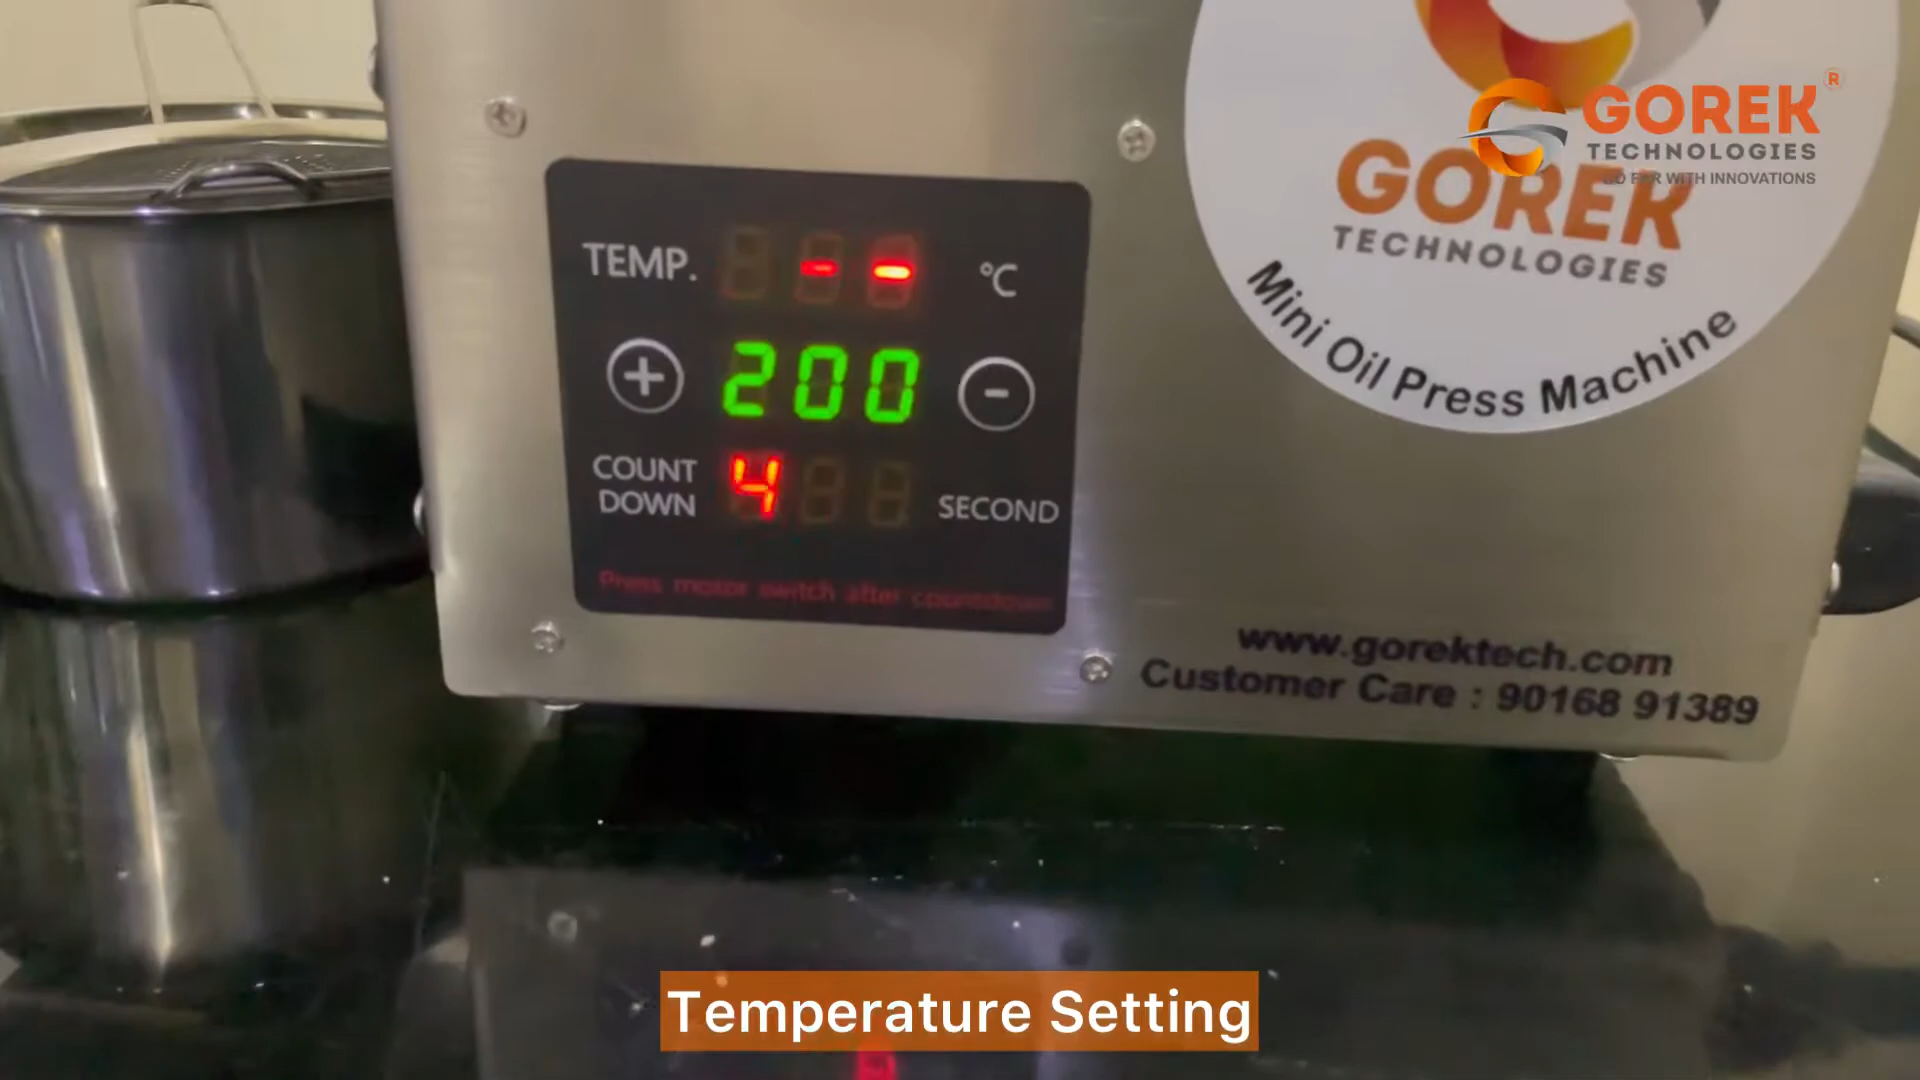 GOREK
TECHNOLOGIES
GO FAR WITH INNOVATIONS
®
GOREK
TECHNOLOGIES
Mini Oil Press Machine
TEMP. -- °C
+ 200 -
COUNT DOWN 4 SECOND
Press motor switch after countdown
www.gorektech.com
Customer Care : 90168 91389
Temperature Setting